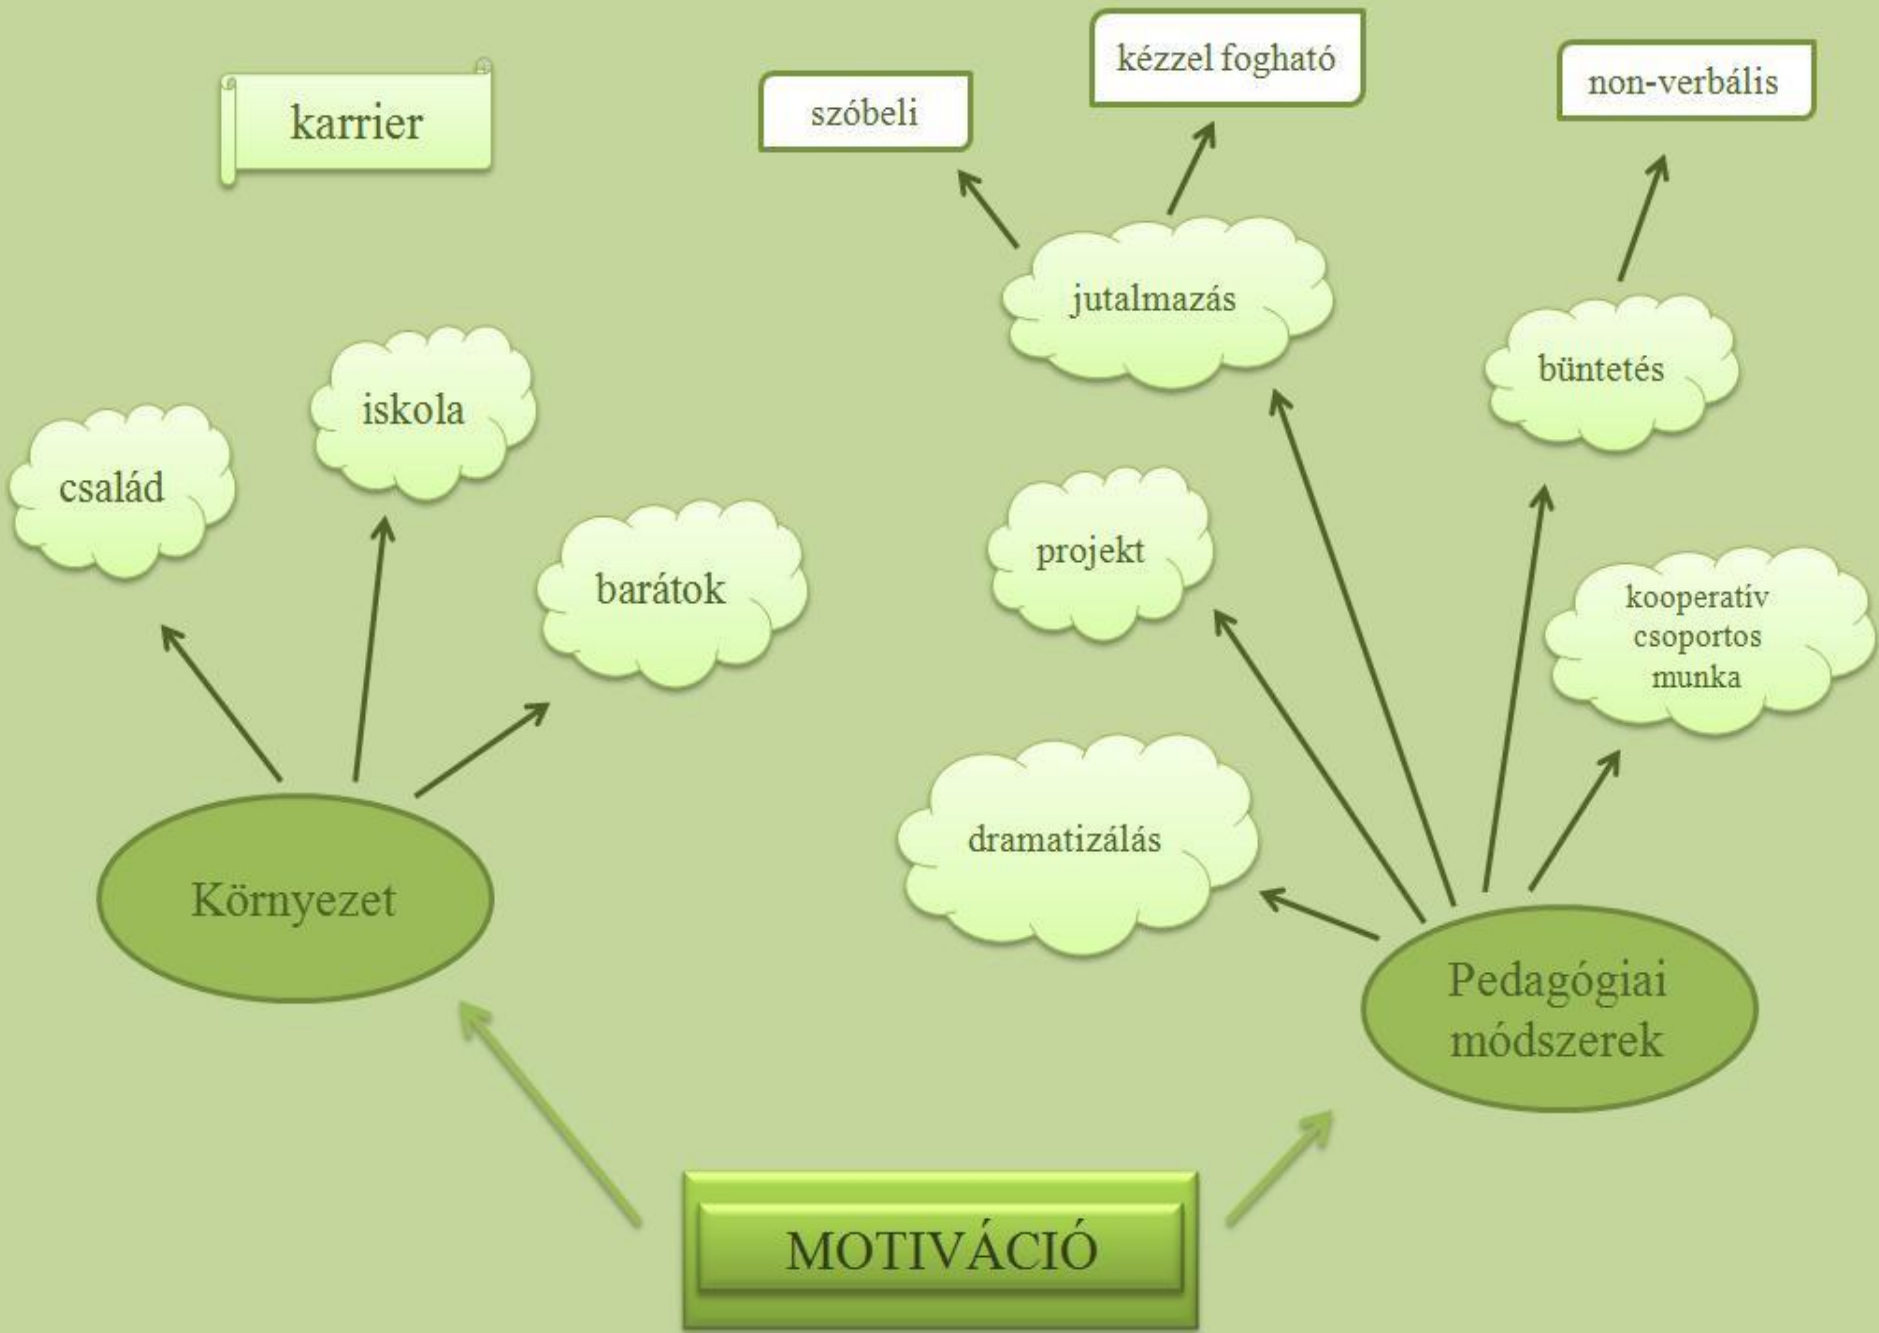 kézzel fogható
non-verbális
szóbeli
karrier
jutalmazás
büntetés
iskola
család
projekt
barátok
kooperatív
csoportos
munka
dramatizálás
Környezet
Pedagógiai
módszerek
MOTIVÁCIÓ